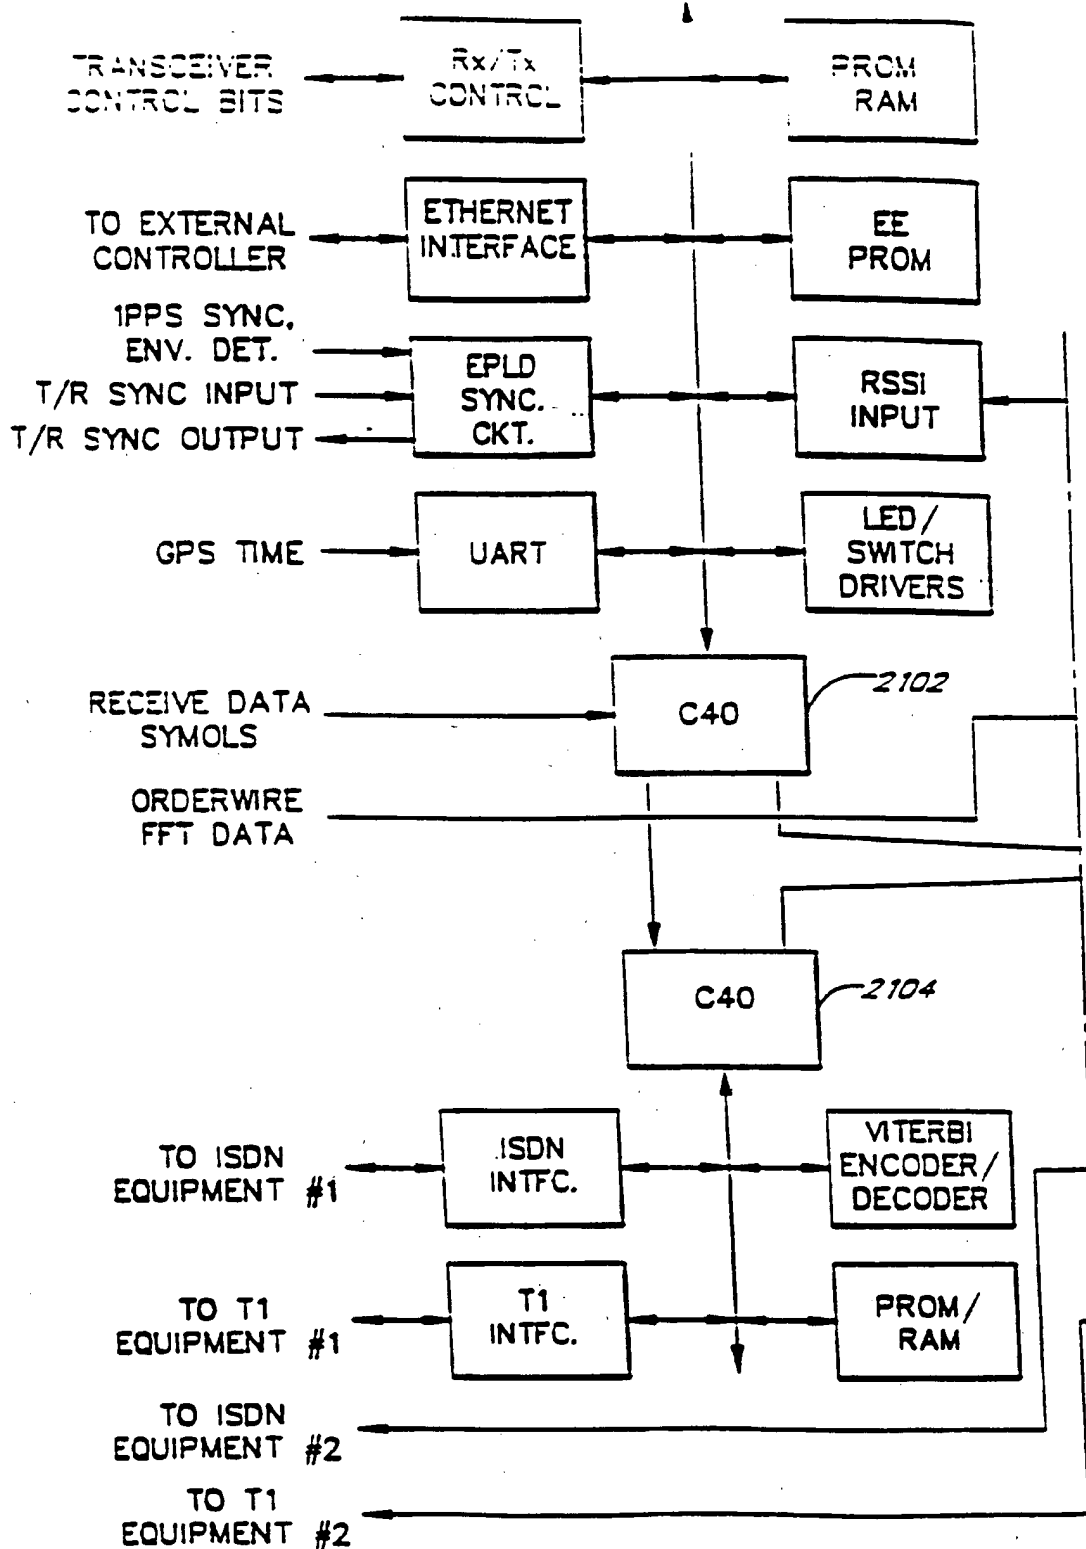 TRANSCEIVER
CONTROL BITS
Rx/Tx
CONTROL
PROM
RAM
TO EXTERNAL
CONTROLLER
ETHERNET
INTERFACE
EE
PROM
1PPS SYNC,
ENV. DET.
T/R SYNC INPUT
T/R SYNC OUTPUT
EPLD
SYNC.
CKT.
RSSI
INPUT
GPS TIME
UART
LED/
SWITCH
DRIVERS
RECEIVE DATA
SYMOLS
C40
2102
ORDERWIRE
FFT DATA
C40
2104
TO ISDN
EQUIPMENT #1
ISDN
INTFC.
VITERBI
ENCODER/
DECODER
TO T1
EQUIPMENT #1
T1
INTFC.
PROM/
RAM
TO ISDN
EQUIPMENT #2
TO T1
EQUIPMENT #2